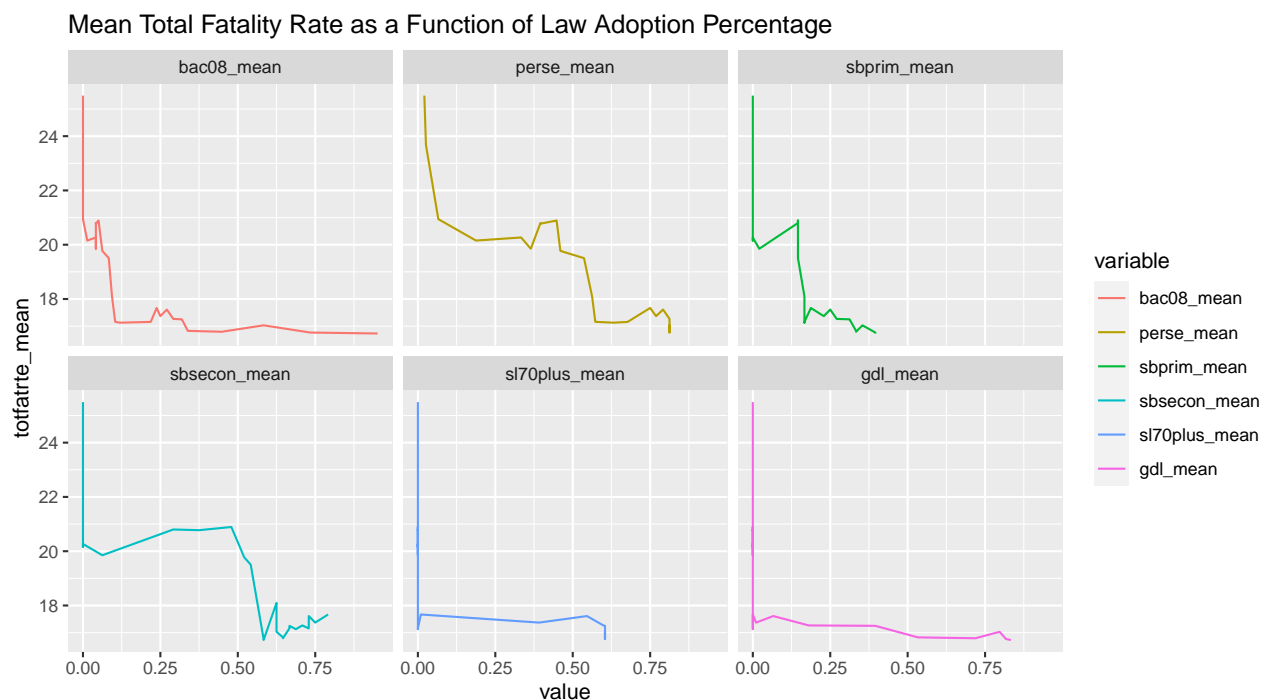 Mean Total Fatality Rate as a Function of Law Adoption Percentage
bac08_mean
perse_mean
sbprim_mean
24
22
20
18
sbsecon_mean
sl70plus_mean
gdl_mean
24
22
20
18
0.00 0.25 0.50 0.75
0.00 0.25 0.50 0.75
0.00 0.25 0.50 0.75
value
totfatrte_mean
variable
bac08_mean
perse_mean
sbprim_mean
sbsecon_mean
sl70plus_mean
gdl_mean